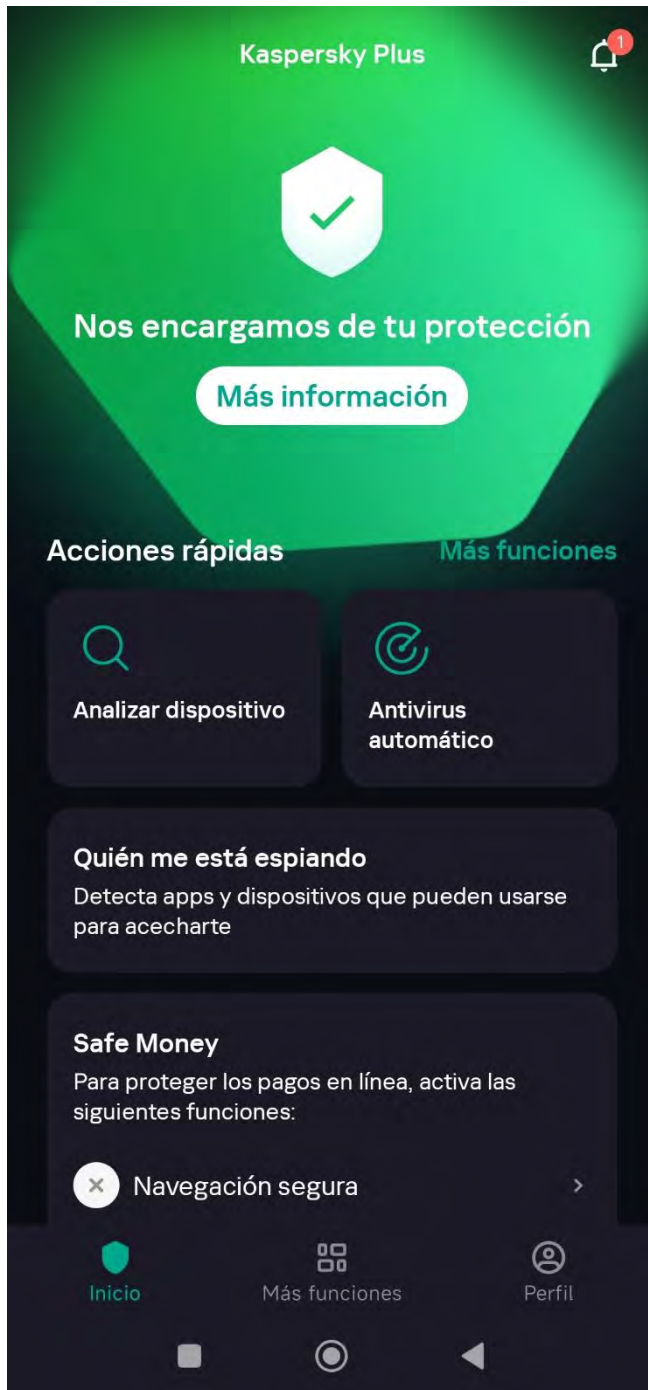 Kaspersky Plus
1
Nos encargamos de tu protección
Más información
Acciones rápidas
Más funciones
Analizar dispositivo
Antivirus
automático
Quién me está espiando
Detecta apps y dispositivos que pueden usarse
para acecharte
Safe Money
Para proteger los pagos en línea, activa las
siguientes funciones:
Navegación segura
Inicio
Más funciones
Perfil